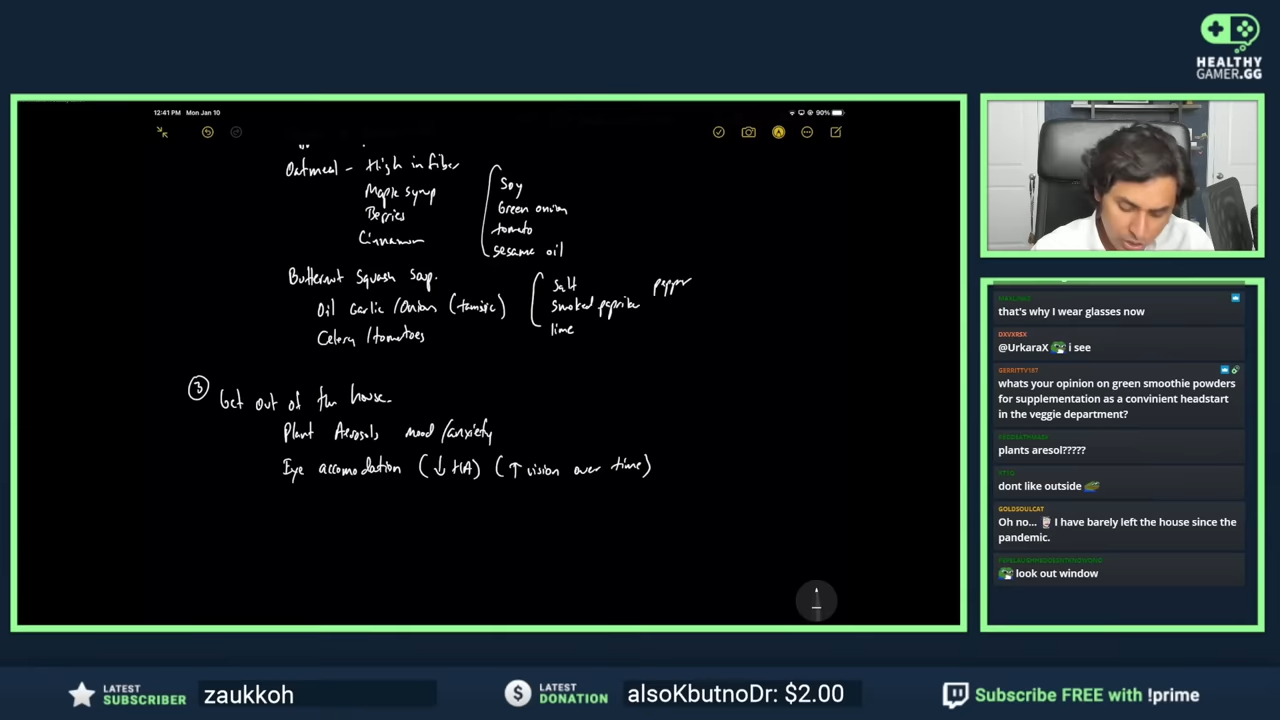 HEALTHY
GAMER.GG
12:41 PM Mon Jan 10
90%
Oatmeal - High in fiber
Maple syrup
Berries
Cinnamon
Soy
Green onion
tomato
sesame oil
Butternut Squash soup.
Oil Garlic /Onion
Celery /tomatoes
salt
pepper
smoked paprika
lime
3
Get out of the house.
Plant Aerosols mood /anxiety
Eye accomodation (↓ HA) (↑ vision over time)
that's why I wear glasses now
DXVXRSX
@UrkaraX i see
GERRITTV187
whats your opinion on green smoothie powders
for supplementation as a convinient headstart
in the veggie department?
plants aresol?????
dont like outside
GOLDSOULCAT
Oh no... I have barely left the house since the
pandemic.
look out window
LATEST
SUBSCRIBER
zaukkoh
$
LATEST
DONATION
alsoKbutnoDr: $2.00
Subscribe FREE with !prime